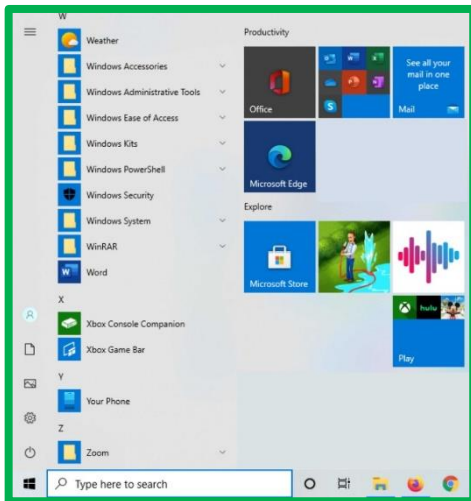 W
Weather
Windows Accessories
Windows Administrative Tools
Windows Ease of Access
Windows Kits
Windows PowerShell
Windows Security
Windows System
WinRAR
Word
X
Xbox Console Companion
Xbox Game Bar
Y
Your Phone
Z
Zoom
Type here to search
Productivity
Office
See all your
mail in one
place
Mail
Microsoft Edge
Explore
Microsoft Store
hulu
Play